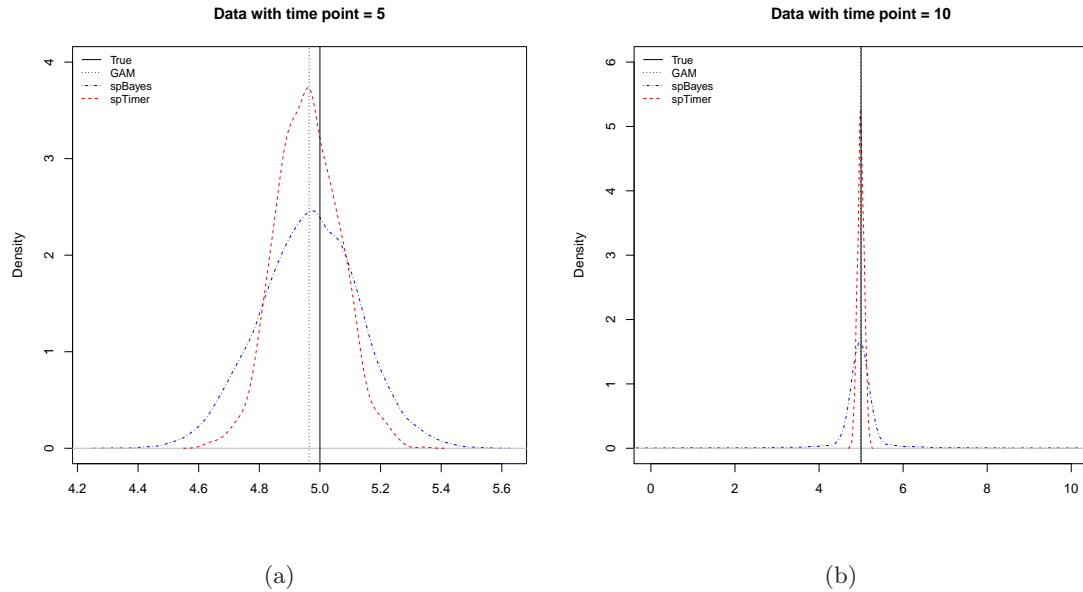 Data with time point = 5
True
GAM
spBayes
spTimer
Density
0
1
2
3
4
4.2 4.4 4.6 4.8 5.0 5.2 5.4 5.6
(a)
Data with time point = 10
True
GAM
spBayes
spTimer
Density
0
1
2
3
4
5
6
0 2 4 6 8 10
(b)